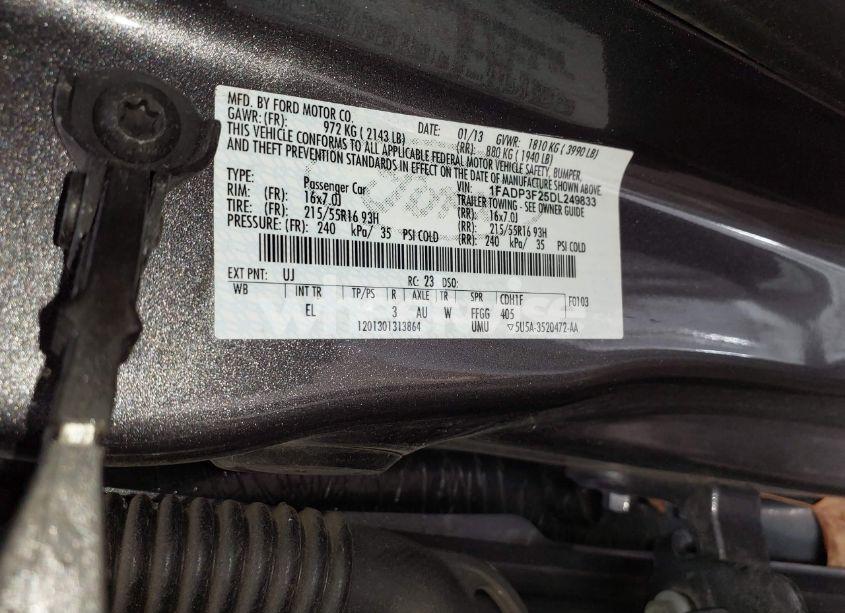 MFD. BY FORD MOTOR CO.
DATE: 01/13 GVWR: 1810 KG ( 3990 LB)
GAWR: (FR): 972 KG ( 2143 LB) (RR): 880 KG ( 1940 LB)
THIS VEHICLE CONFORMS TO ALL APPLICABLE FEDERAL MOTOR VEHICLE SAFETY, BUMPER,
AND THEFT PREVENTION STANDARDS IN EFFECT ON THE DATE OF MANUFACTURE SHOWN ABOVE.
VIN: 1FADP3F25DL249833
TYPE: Passenger Car TRAILER TOWING - SEE OWNER GUIDE
RIM: (FR): 16x7.0J (RR): 16x7.0J
TIRE: (FR): 215/55R16 93H (RR): 215/55R16 93H
PRESSURE: (FR): 240 kPa/ 35 PSI COLD (RR): 240 kPa/ 35 PSI COLD
EXT PNT: UJ RC: 23 DSO:
WB INT TR TP/PS R AXLE TR SPR CDH1F F0103
EL 3 AU W FFGG 405
1201301313864 UMU ▽5U5A-3520472-AA